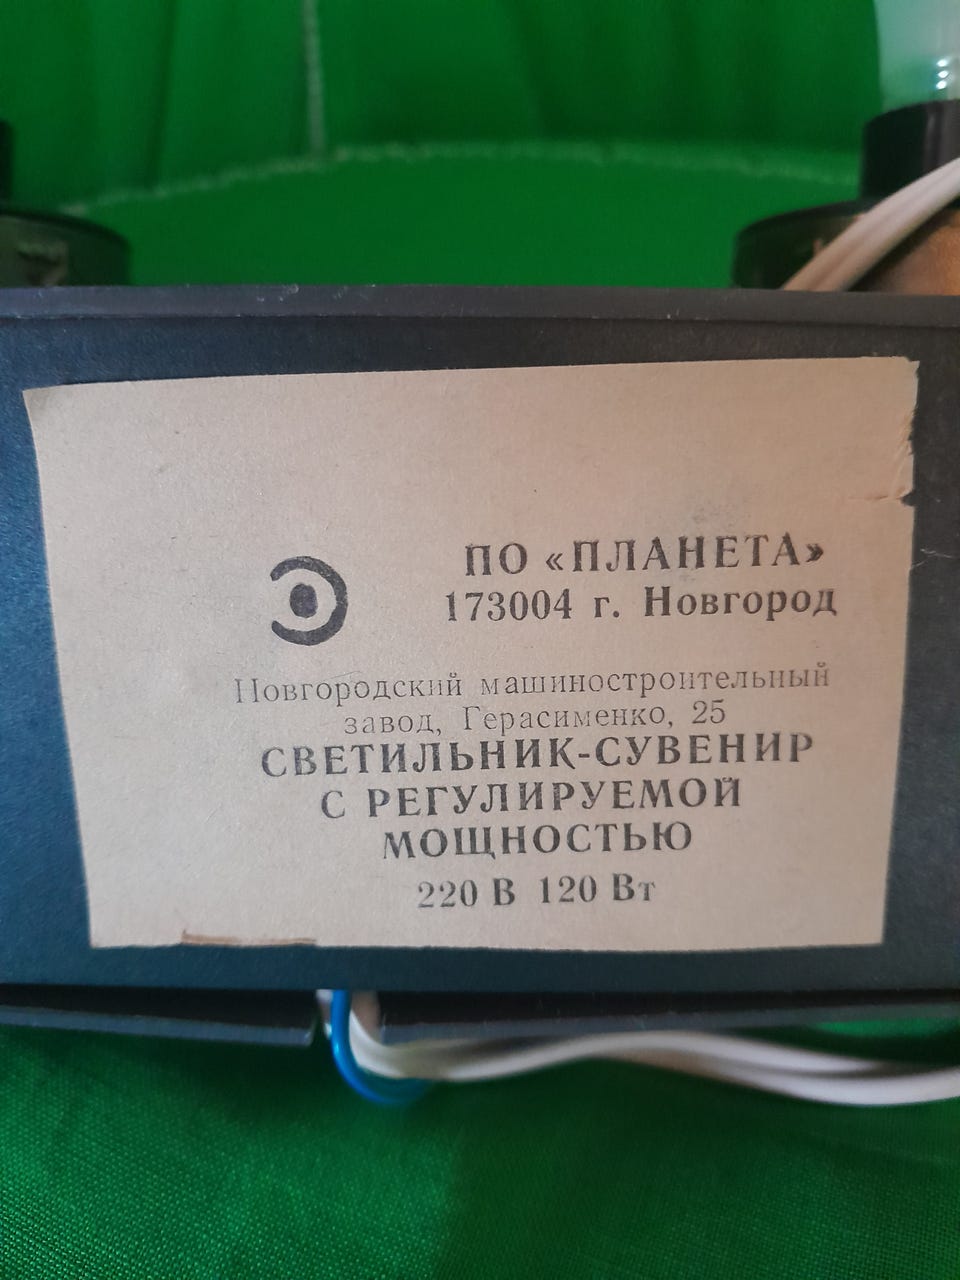 ПО «ПЛАНЕТА»
173004 г. Новгород
Новгородский машиностроительный
завод, Герасименко, 25
СВЕТИЛЬНИК-СУВЕНИР
С РЕГУЛИРУЕМОЙ
МОЩНОСТЬЮ
220 В 120 Вт